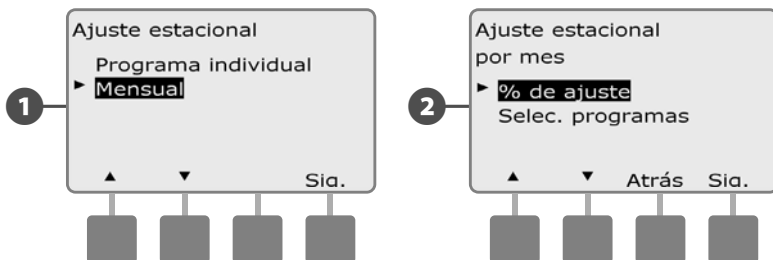 Ajuste estacional
Programa individual
► Mensual
1
▲ ▼ Sig.
Ajuste estacional
por mes
► % de ajuste
2
Selec. programas
▲ ▼ Atrás Sig.